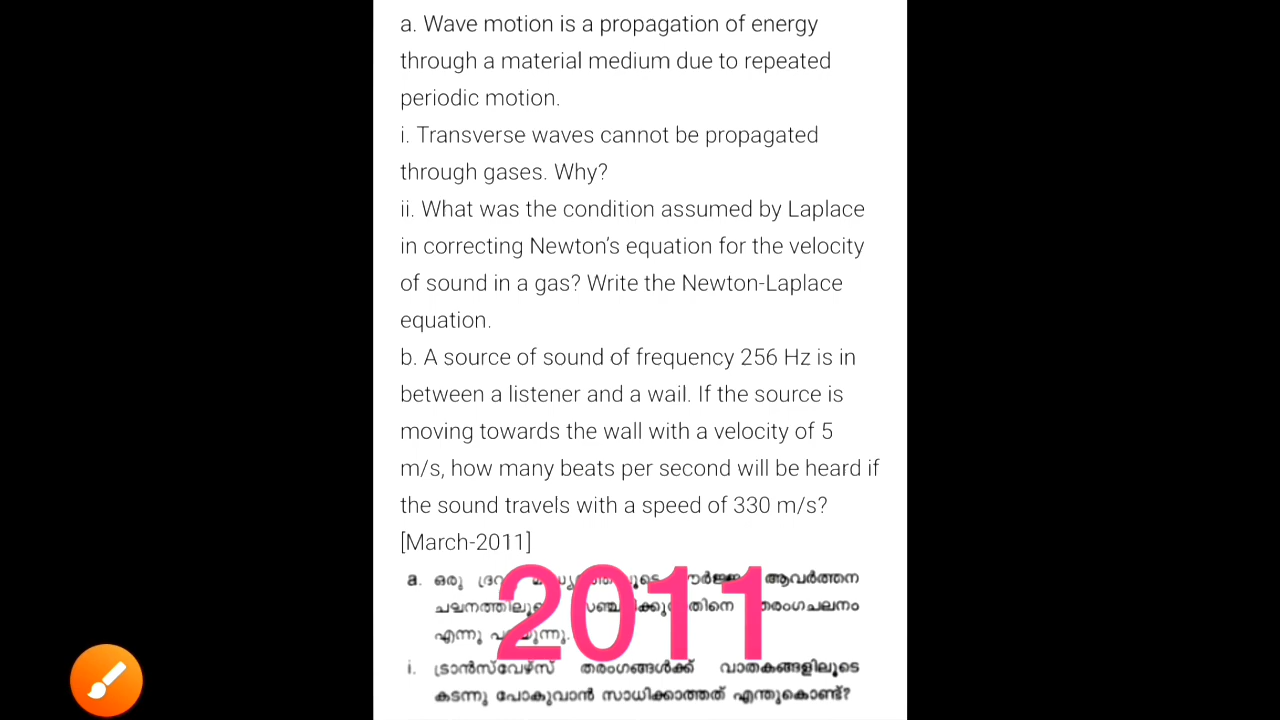 a. Wave motion is a propagation of energy
through a material medium due to repeated
periodic motion.
i. Transverse waves cannot be propagated
through gases. Why?
ii. What was the condition assumed by Laplace
in correcting Newton’s equation for the velocity
of sound in a gas? Write the Newton-Laplace
equation.
b. A source of sound of frequency 256 Hz is in
between a listener and a wail. If the source is
moving towards the wall with a velocity of 5
m/s, how many beats per second will be heard if
the sound travels with a speed of 330 m/s?
[March-2011]
2011
a. ഒരു ആവർത്തന
തരംഗചലനം
എന്നു
i. ട്രാൻസ്‌വേഴ്സ് തരംഗങ്ങൾക്ക് വാതകങ്ങളിലൂടെ
കടന്നു പോകുവാൻ സാധിക്കാത്തത് എന്തുകൊണ്ട്?